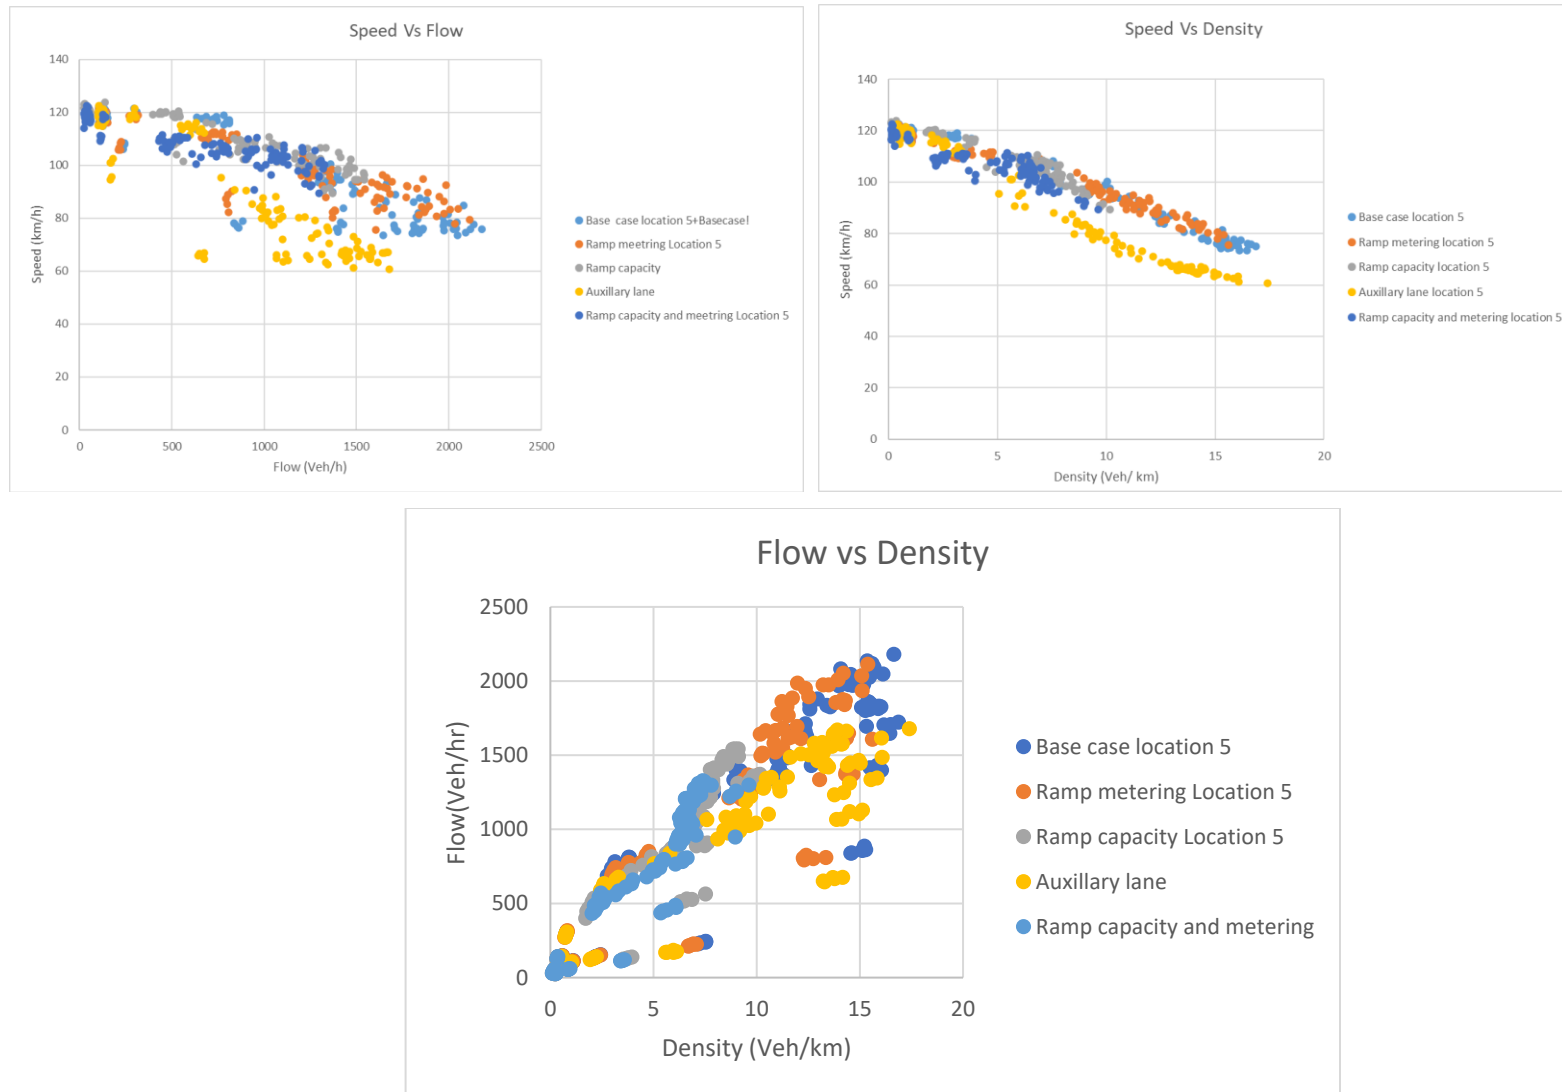 Speed Vs Flow
140
120
100
80
60
40
20
0
Speed (km/h)
0 500 1000 1500 2000 2500
Flow (Veh/h)
Base case location 5+Basecase!
Ramp meetring Location 5
Ramp capacity
Auxillary lane
Ramp capacity and meetring Location 5
Speed Vs Density
140
120
100
80
60
40
20
0
Speed (km/h)
0 5 10 15 20
Density (Veh/ km)
Base case location 5
Ramp metering location 5
Ramp capacity location 5
Auxillary lane location 5
Ramp capacity and metering location 5
Flow vs Density
2500
2000
1500
1000
500
0
Flow(Veh/hr)
0 5 10 15 20
Density (Veh/km)
Base case location 5
Ramp metering Location 5
Ramp capacity Location 5
Auxillary lane
Ramp capacity and metering